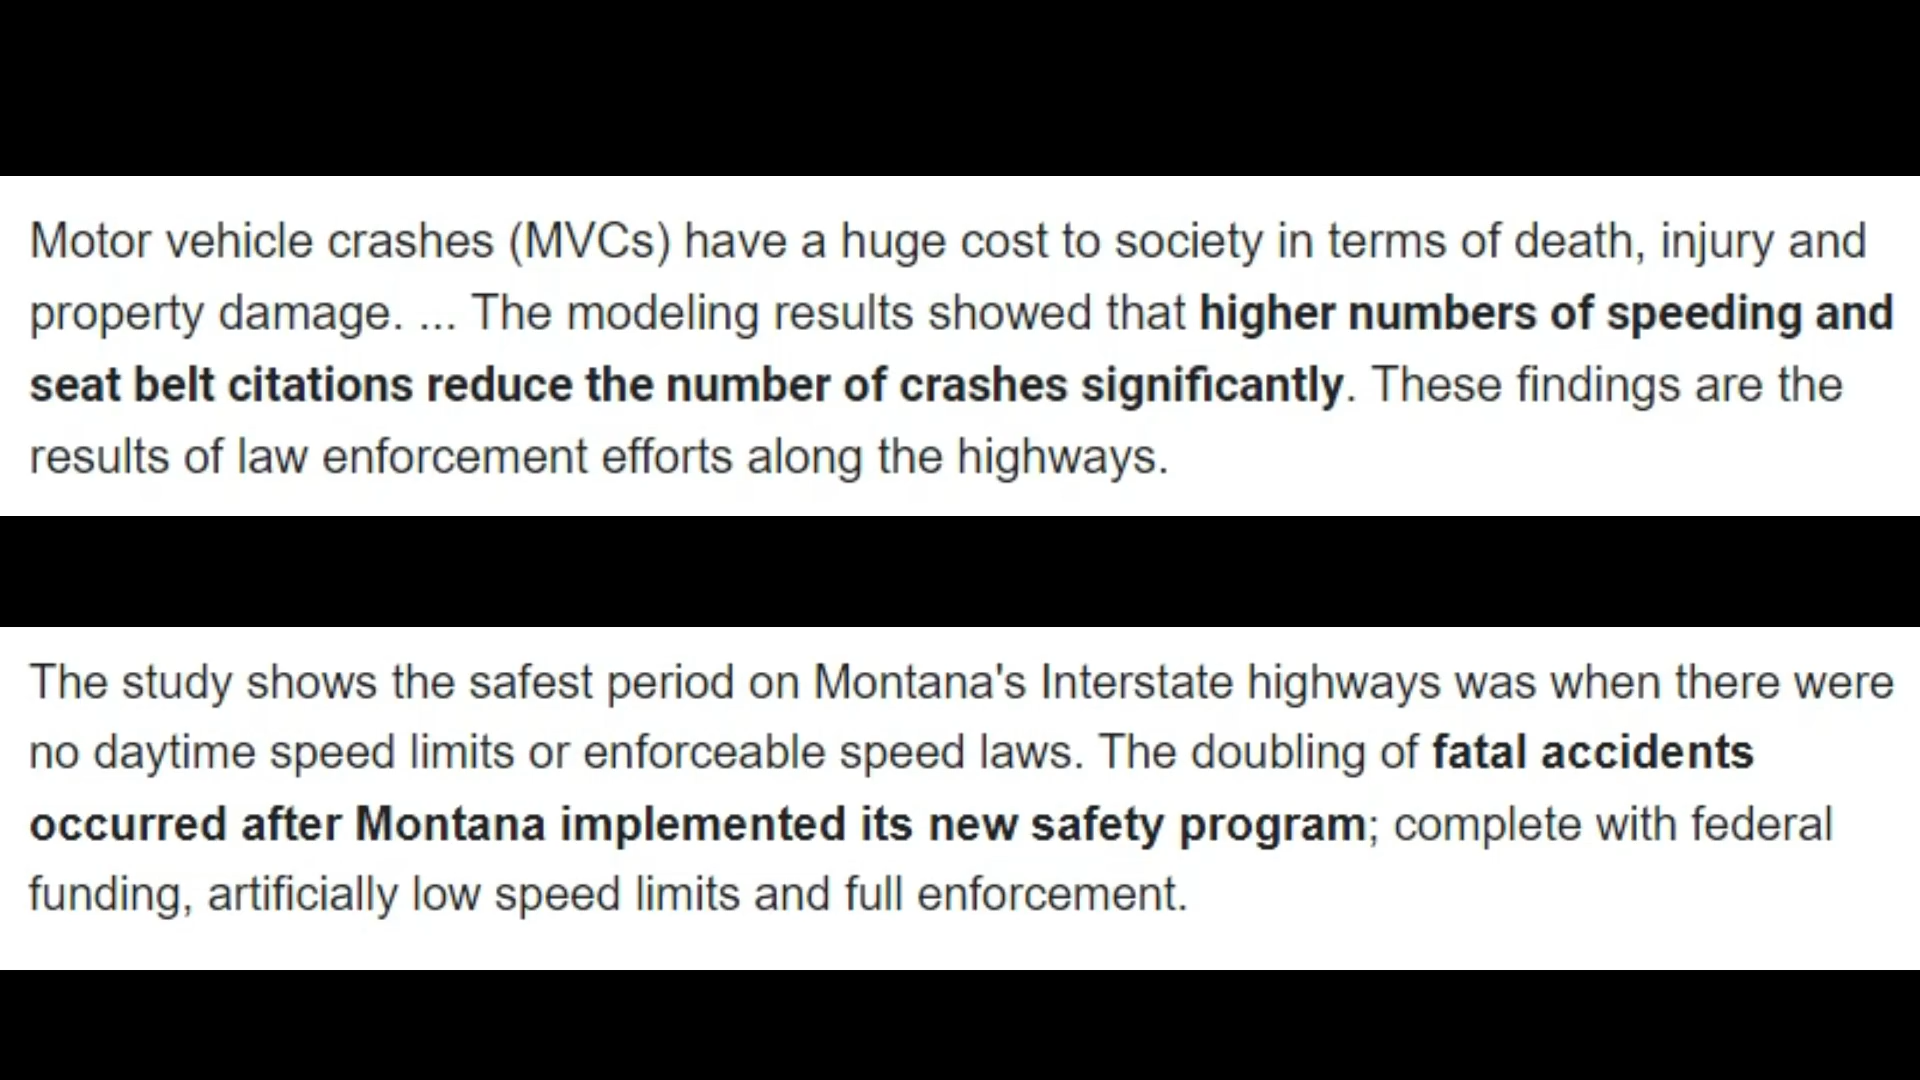 Motor vehicle crashes (MVCs) have a huge cost to society in terms of death, injury and
property damage. ... The modeling results showed that higher numbers of speeding and
seat belt citations reduce the number of crashes significantly. These findings are the
results of law enforcement efforts along the highways.
The study shows the safest period on Montana's Interstate highways was when there were
no daytime speed limits or enforceable speed laws. The doubling of fatal accidents
occurred after Montana implemented its new safety program; complete with federal
funding, artificially low speed limits and full enforcement.